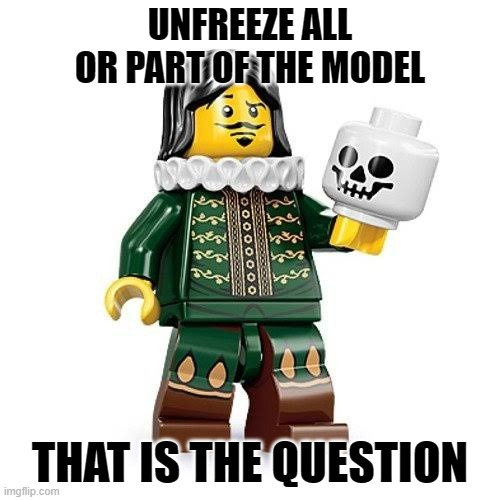 UNFREEZE ALL
OR PART OF THE MODEL
THAT IS THE QUESTION
imgflip.com